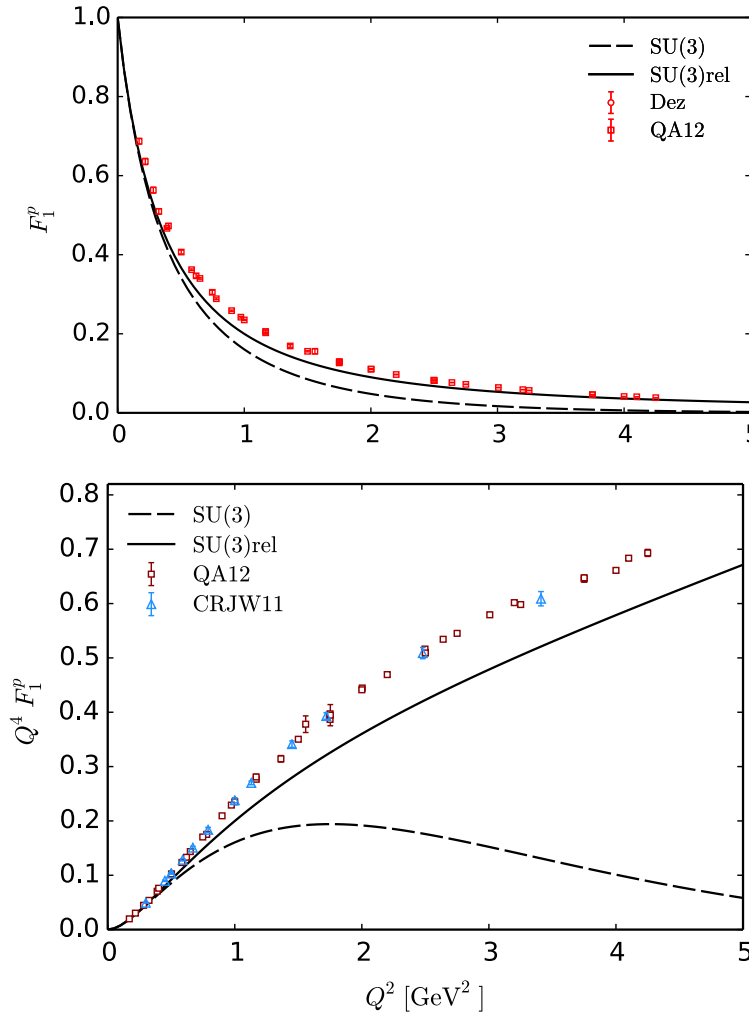 1.0
0.8
0.6
0.4
0.2
0.0
F_1^p
SU(3)
SU(3)rel
Dez
QA12
0 1 2 3 4 5
0.8
0.7
0.6
0.5
0.4
0.3
0.2
0.1
0.0
Q^4 F_1^p
SU(3)
SU(3)rel
QA12
CRJW11
0 1 2 3 4 5
Q^2 [GeV^2 ]